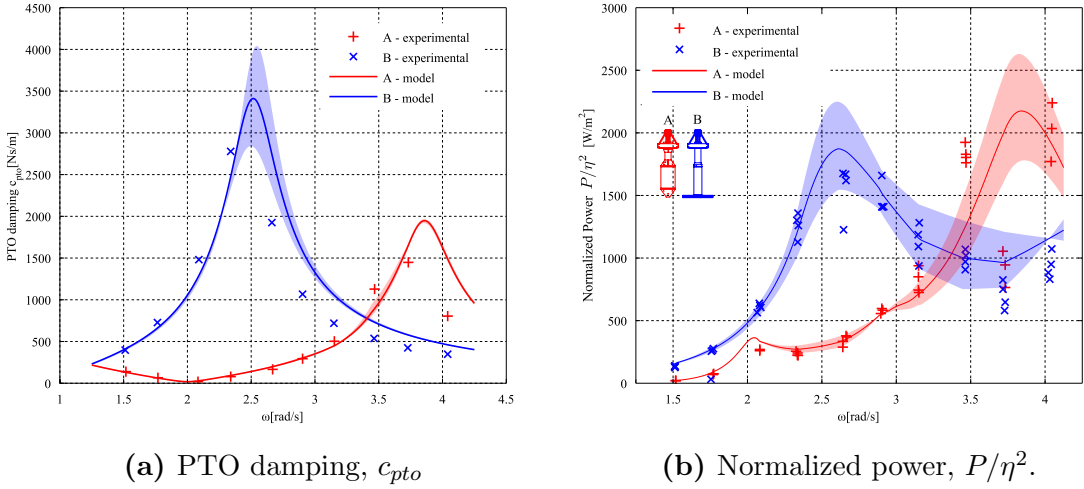 4500
4000
3500
3000
2500
2000
1500
1000
500
0
PTO damping c_pto[Ns/m]
A - experimental
B - experimental
A - model
B - model
1 1.5 2 2.5 3 3.5 4 4.5
ω[rad/s]
(a) PTO damping, c_pto
3000
2500
2000
1500
1000
500
0
Normalized Power P/η² [W/m²]
A - experimental
B - experimental
A - model
B - model
A B
1.5 2 2.5 3 3.5 4
ω[rad/s]
(b) Normalized power, P/η².